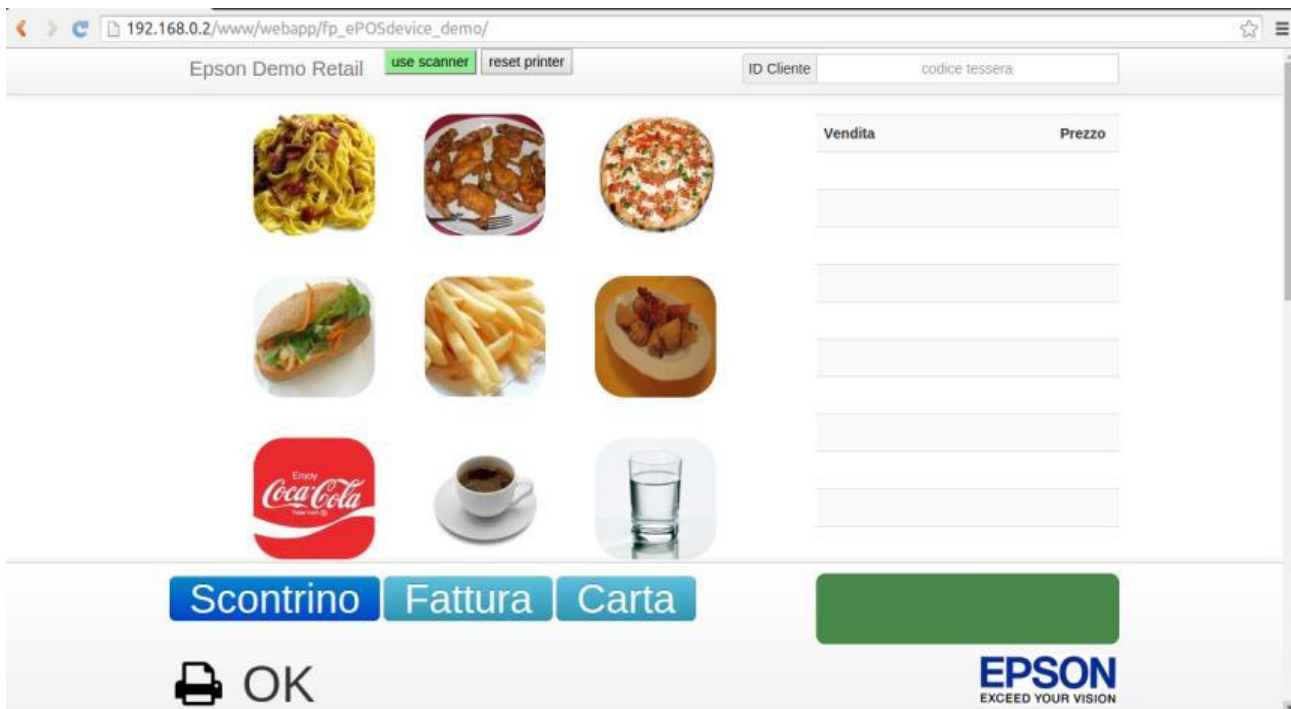 192.168.0.2/www/webapp/fp_ePOSdevice_demo/
Epson Demo Retail
use scanner
reset printer
ID Cliente
codice tessera
Vendita Prezzo
Enjoy
Coca-Cola
Scontrino
Fattura
Carta
OK
EPSON
EXCEED YOUR VISION